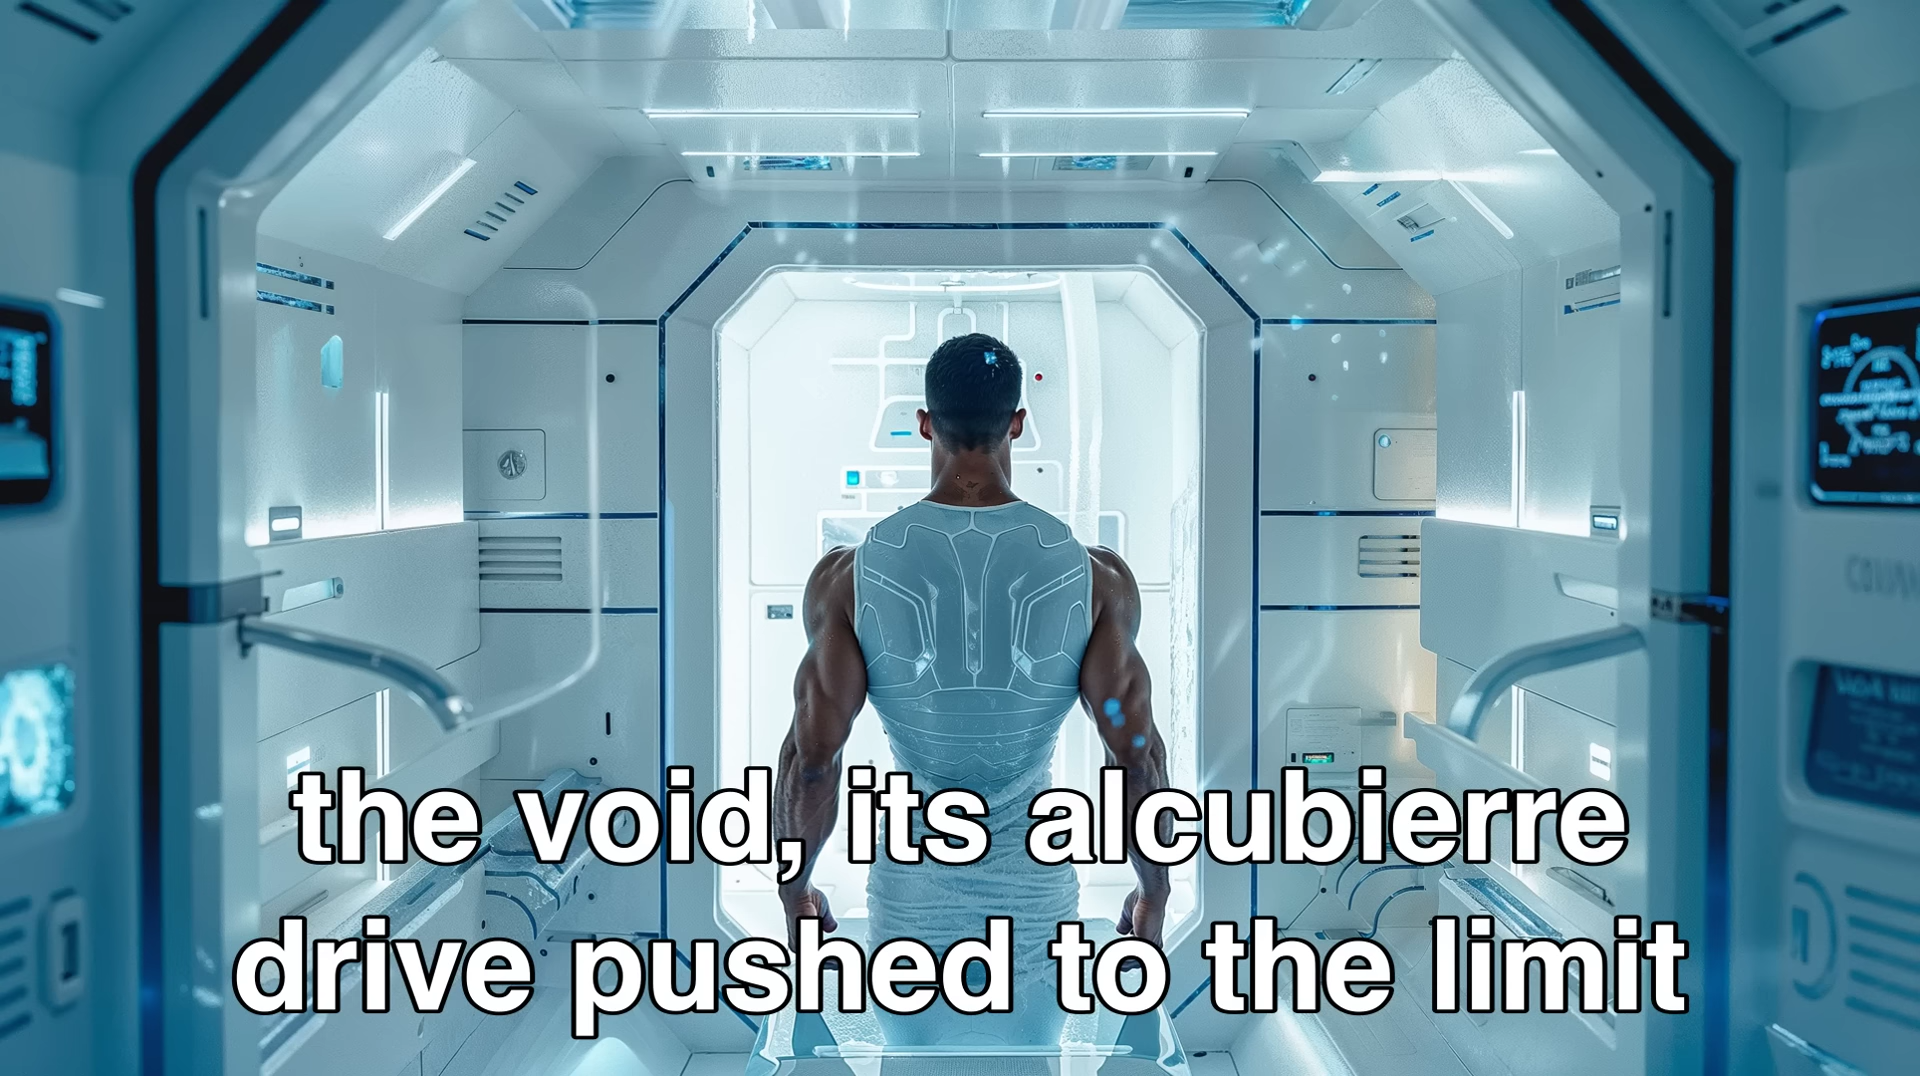 the void, its alcubierre
drive pushed to the limit